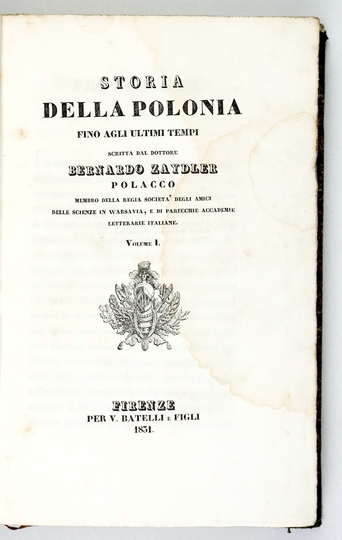 STORIA
DELLA POLONIA
FINO AGLI ULTIMI TEMPI
SCRITTA DAL DOTTORE
BERNARDO ZAYDLER
POLACCO
MEMBRO DELLA REGIA SOCIETA' DEGLI AMICI
DELLE SCIENZE IN WARSAVIA, E DI PARECCHIE ACCADEMIE
LETTERARIE ITALIANE.
VOLUME I.
FIRENZE
PER V. BATELLI E FIGLI
1831.